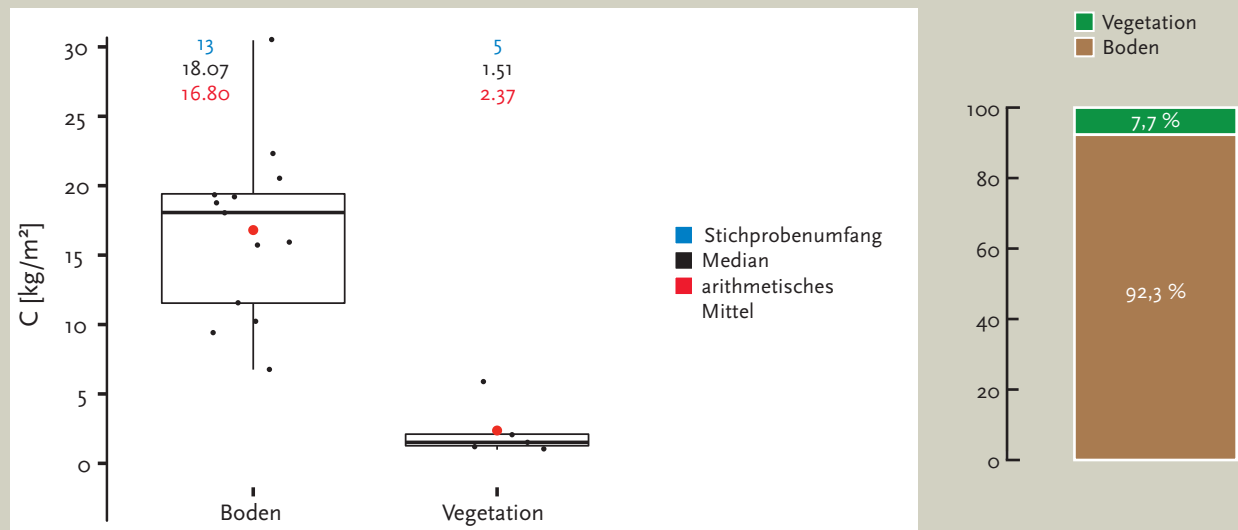 C [kg/m²]
30
25
20
15
10
5
0
13
18.07
16.80
5
1.51
2.37
Boden
Vegetation
Stichprobenumfang
Median
arithmetisches
Mittel
Vegetation
Boden
100
80
60
40
20
0
7,7 %
92,3 %